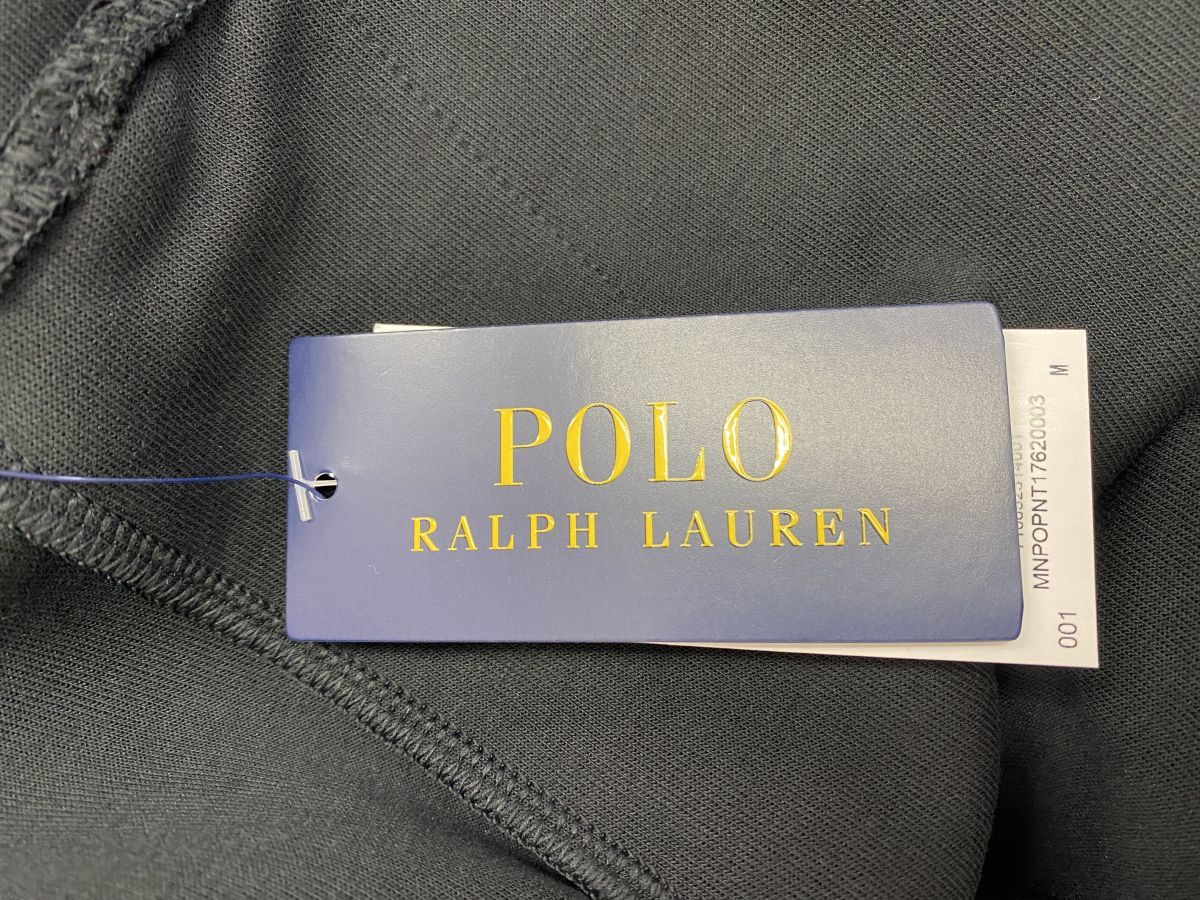 POLO
RALPH LAUREN
MNPOPNT17620003
M
001